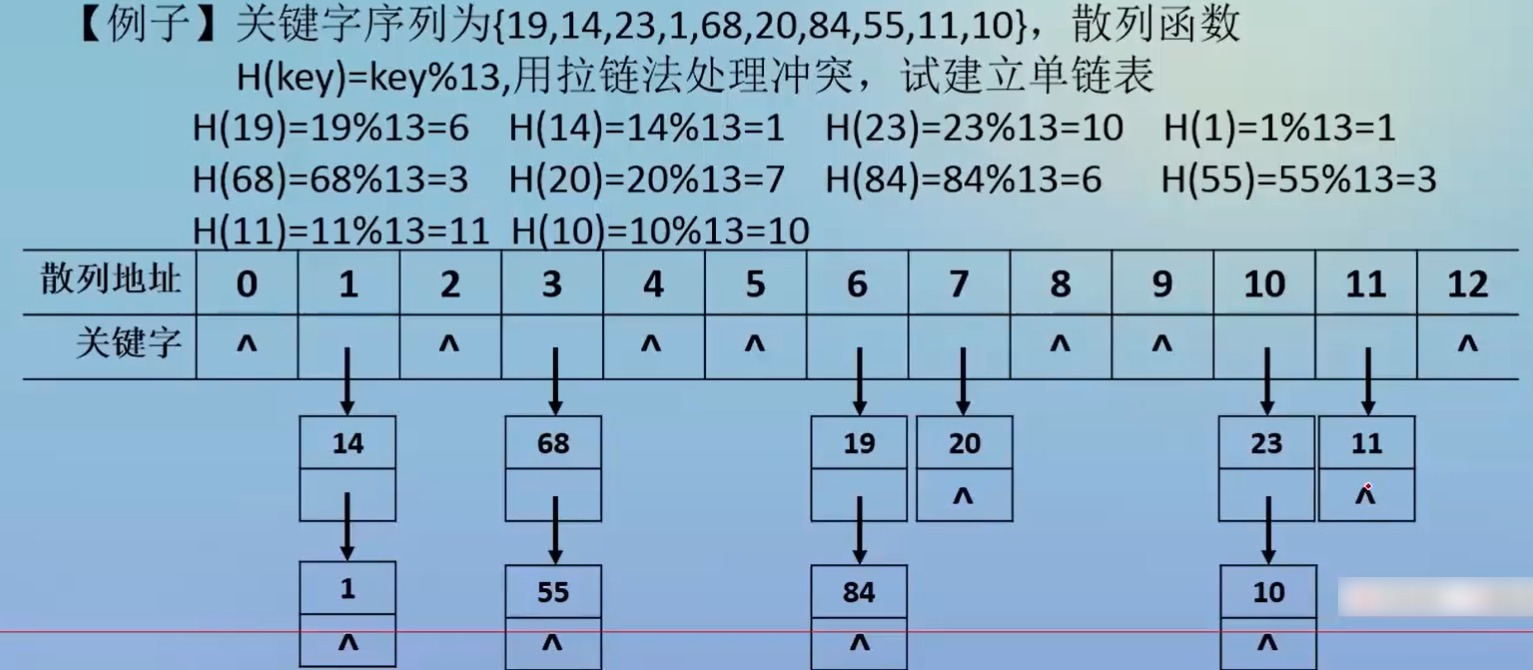 【例子】关键字序列为{19,14,23,1,68,20,84,55,11,10}，散列函数
H(key)=key%13,用拉链法处理冲突，试建立单链表
H(19)=19%13=6 H(14)=14%13=1 H(23)=23%13=10 H(1)=1%13=1
H(68)=68%13=3 H(20)=20%13=7 H(84)=84%13=6 H(55)=55%13=3
H(11)=11%13=11 H(10)=10%13=10
散列地址 0 1 2 3 4 5 6 7 8 9 10 11 12
关键字 ^ ^ ^ ^ ^ ^ ^
14 68 19 20 23 11
^ ^
1 55 84 10
^ ^ ^ ^